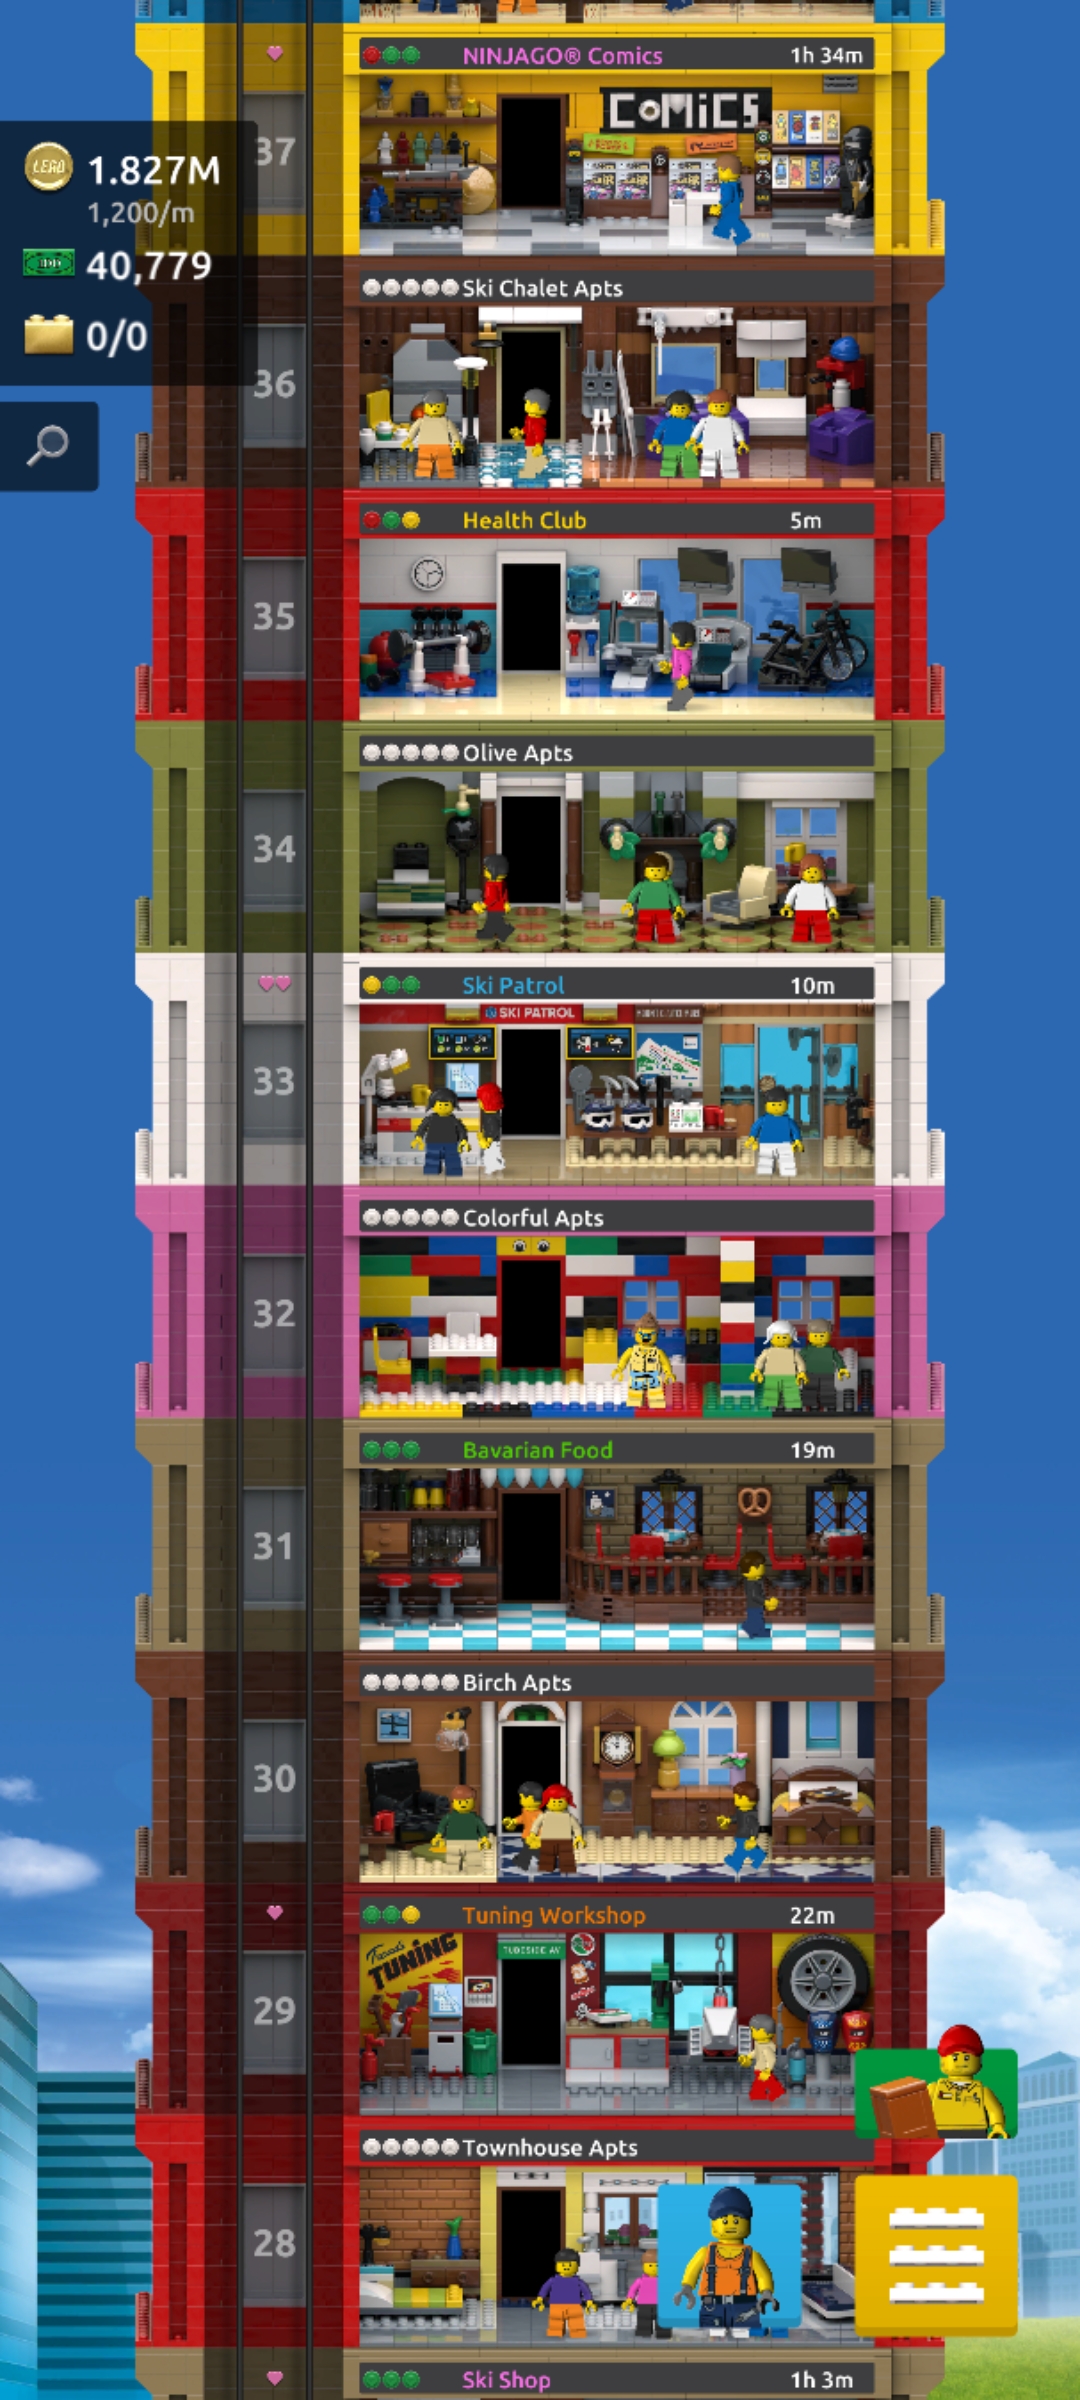 NINJAGO® Comics 1h 34m
COMiCS
37
LEGO 1.827M
1,200/m
40,779
0/0
Ski Chalet Apts
36
Health Club 5m
35
Olive Apts
34
Ski Patrol 10m
SKI PATROL
33
Colorful Apts
32
Bavarian Food 19m
31
Birch Apts
30
Tuning Workshop 22m
TUNING
29
Townhouse Apts
28
Ski Shop 1h 3m